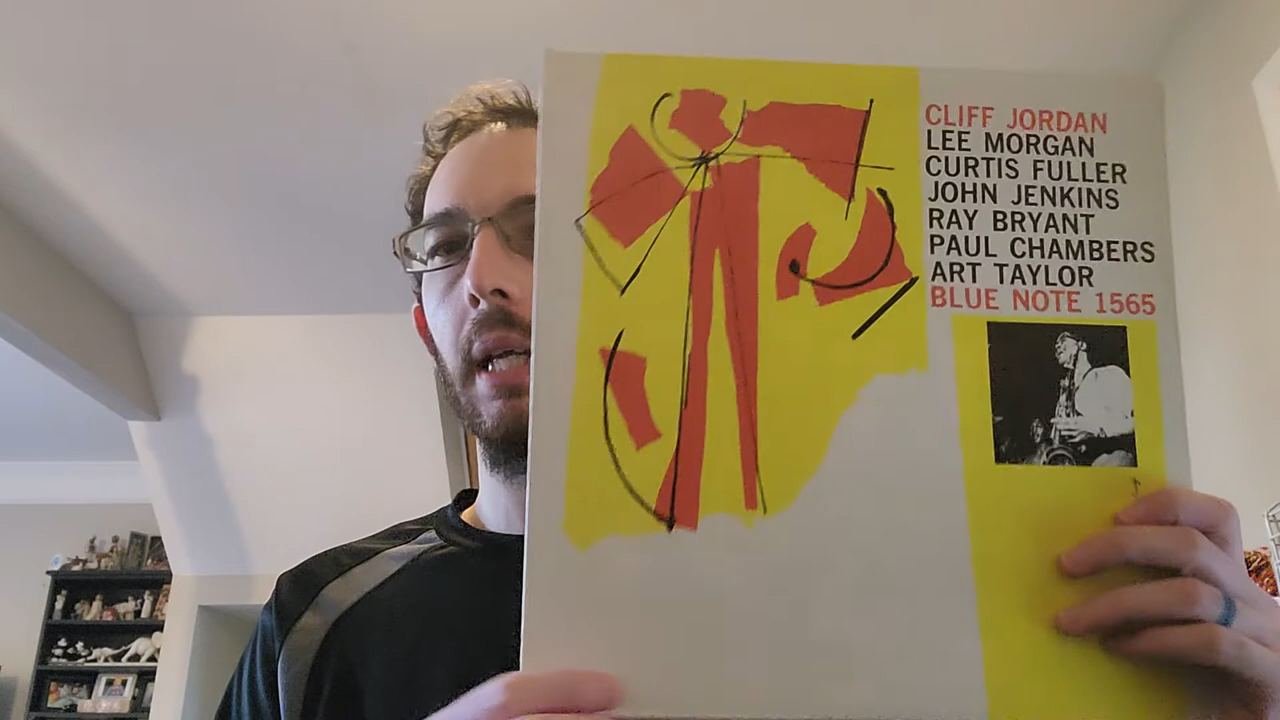 CLIFF JORDAN
LEE MORGAN
CURTIS FULLER
JOHN JENKINS
RAY BRYANT
PAUL CHAMBERS
ART TAYLOR
BLUE NOTE 1565